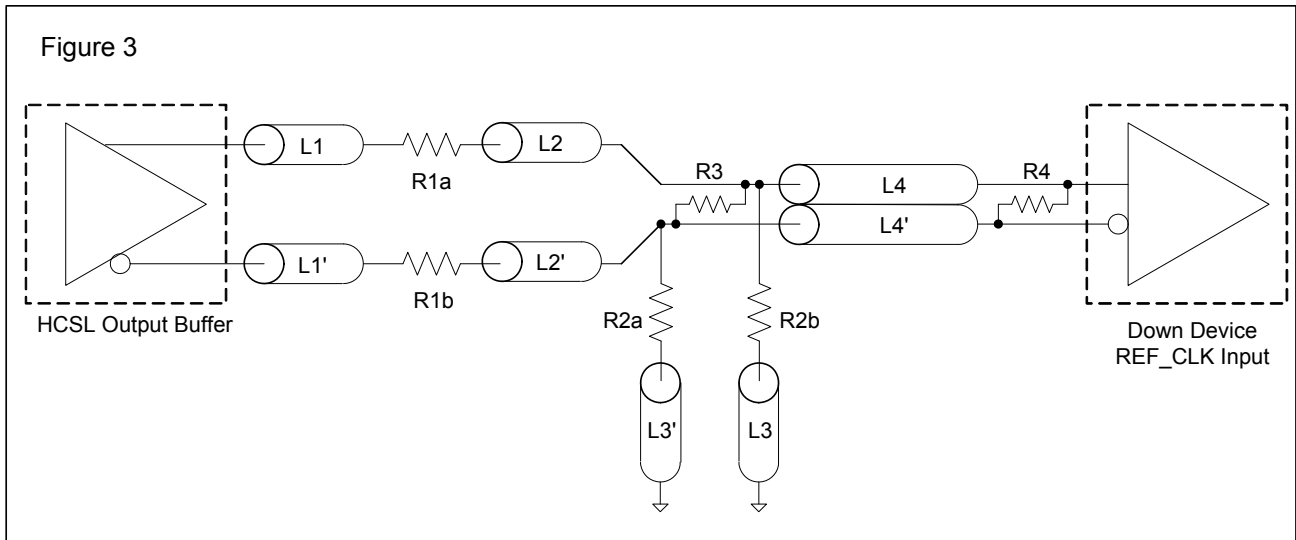 Figure 3
L1
R1a
L2
R3
L4
R4
L1'
R1b
L2'
L4'
HCSL Output Buffer
R2a
R2b
Down Device
REF_CLK Input
L3'
L3